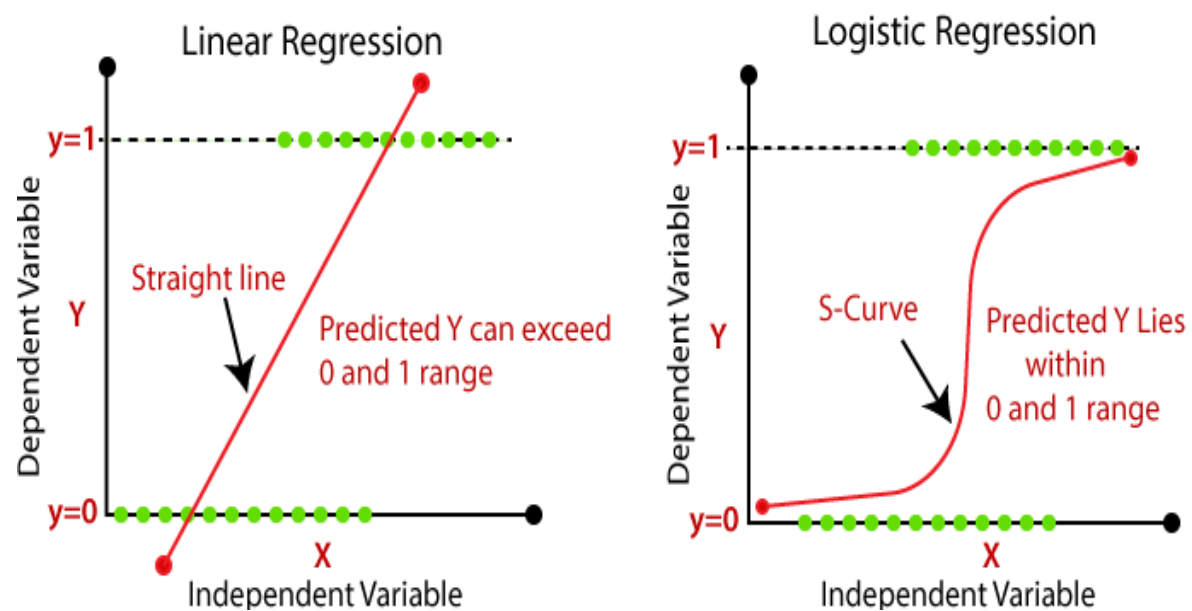 Linear Regression
y=1
Dependent Variable
Y
Straight line
Predicted Y can exceed
0 and 1 range
y=0
X
Independent Variable
Logistic Regression
y=1
Dependent Variable
Y
S-Curve
Predicted Y Lies
within
0 and 1 range
y=0
X
Independent Variable